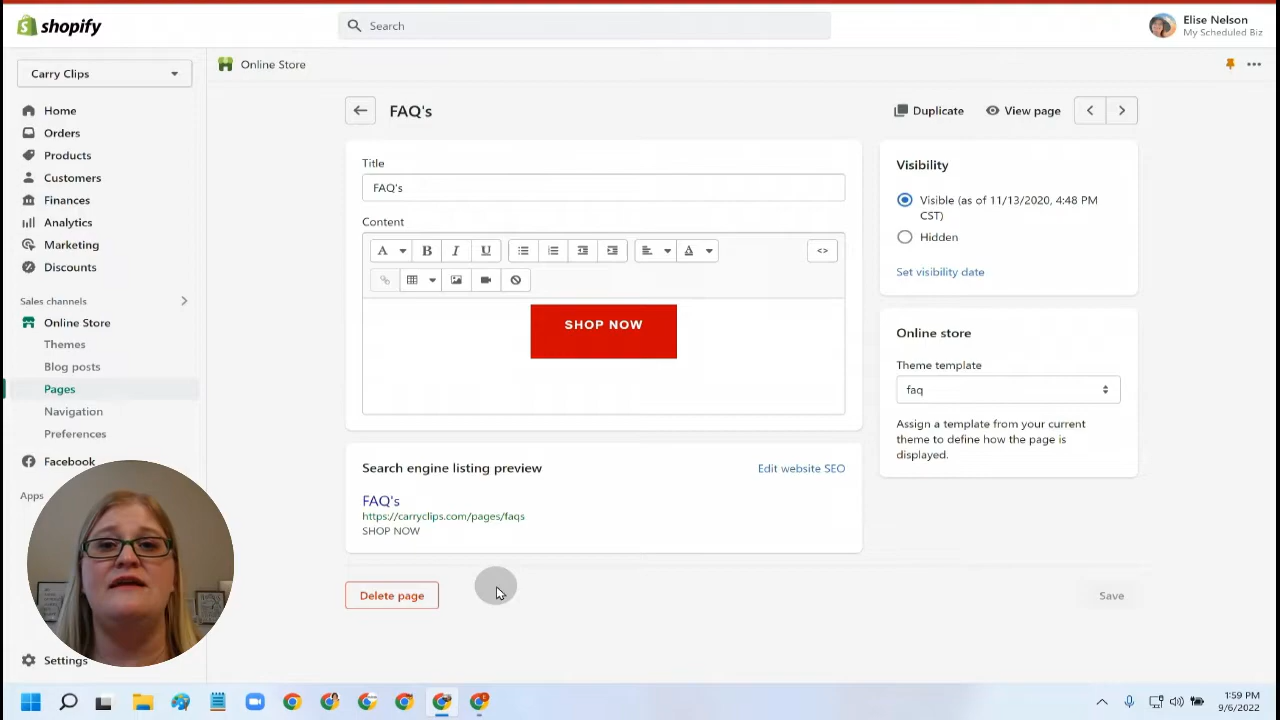 shopify
Search
Elise Nelson
My Scheduled Biz
Carry Clips
Online Store
Home
Orders
Products
Customers
Finances
Analytics
Marketing
Discounts
Sales channels
Online Store
Themes
Blog posts
Pages
Navigation
Preferences
Facebook
Apps
Settings
FAQ's
Duplicate
View page
Title
FAQ's
Content
A
B
I
U
A
<>
SHOP NOW
Search engine listing preview
Edit website SEO
FAQ's
https://carryclips.com/pages/faqs
SHOP NOW
Delete page
Save
Visibility
Visible (as of 11/13/2020, 4:48 PM
CST)
Hidden
Set visibility date
Online store
Theme template
faq
Assign a template from your current
theme to define how the page is
displayed.
1:59 PM
9/6/2022